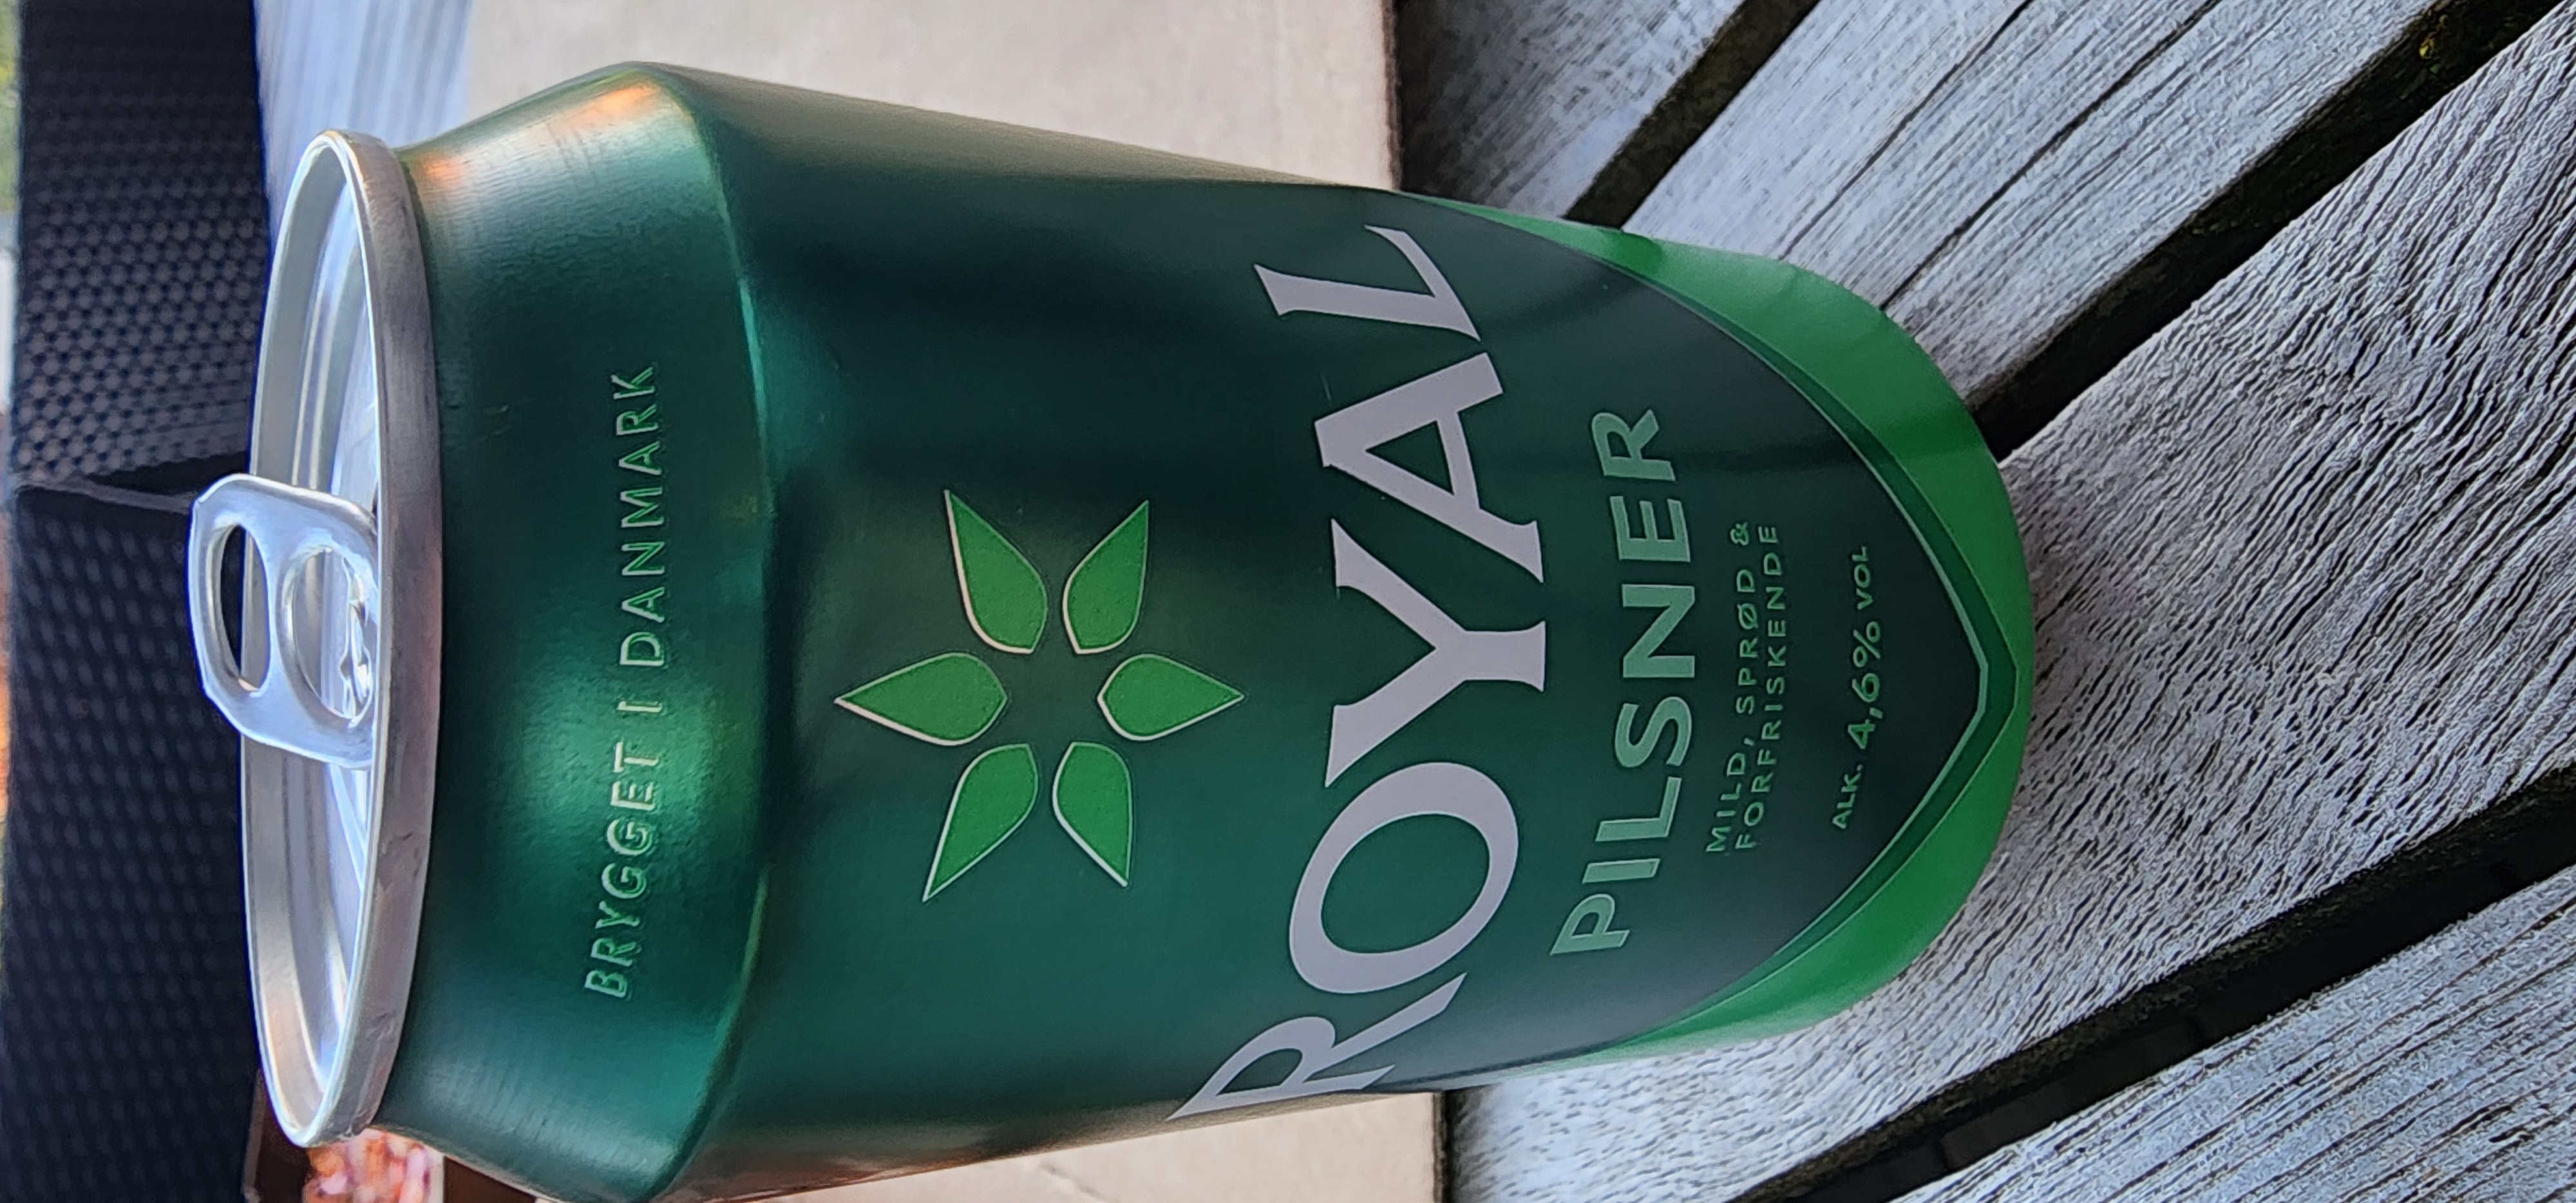 BRYGGET I DANMARK
ROYAL
PILSNER
MILD, SPRØD &
FORFRISKENDE
ALK. 4,6% VOL